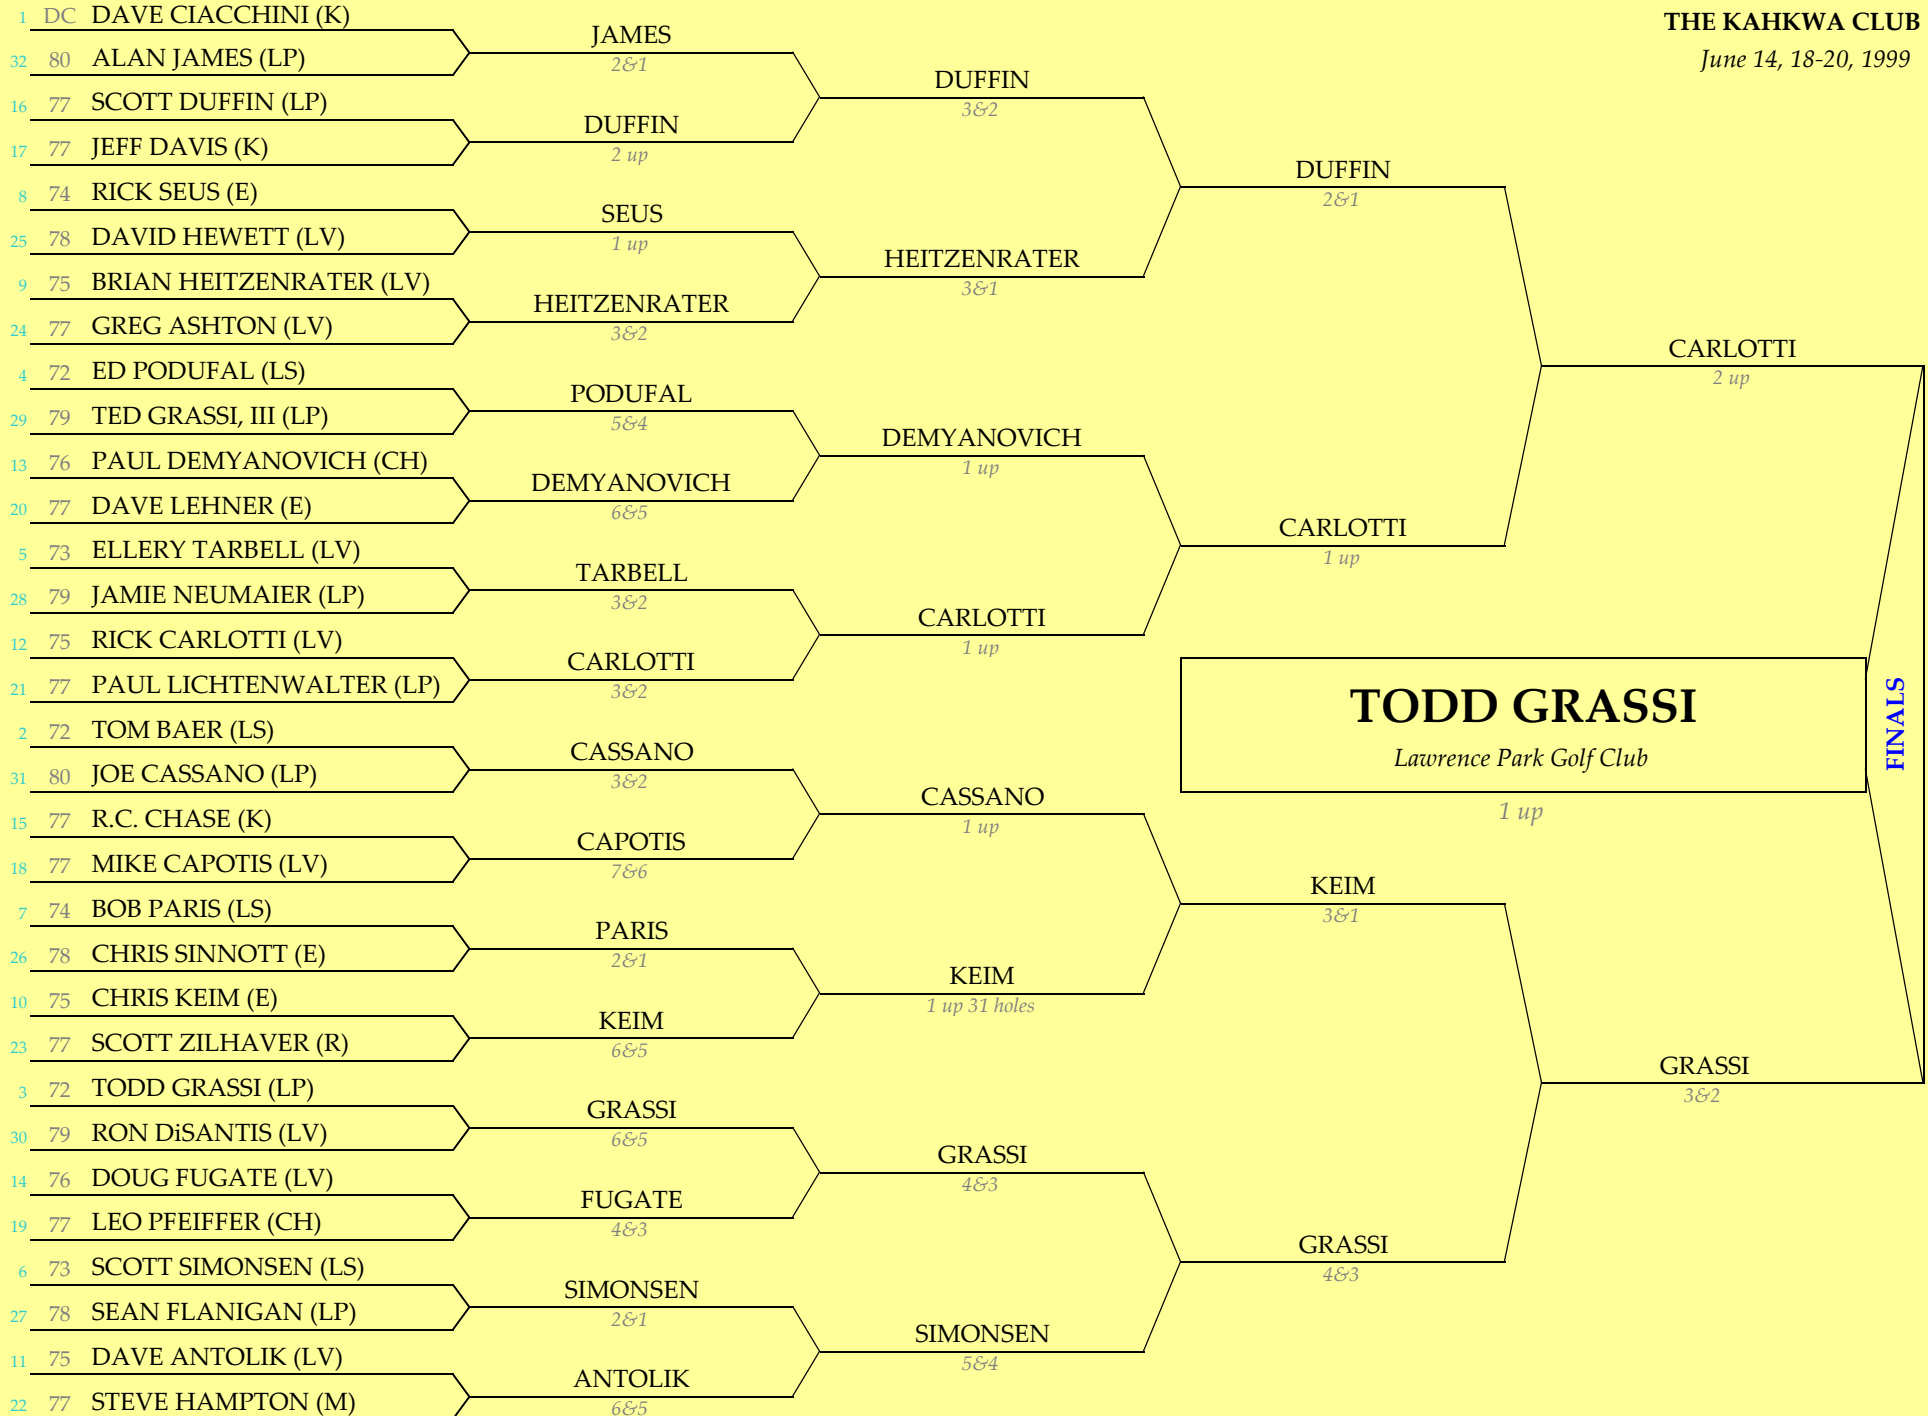 THE KAHKWA CLUB
June 14, 18-20, 1999
1 DC DAVE CIACCHINI (K)
32 80 ALAN JAMES (LP)
16 77 SCOTT DUFFIN (LP)
17 77 JEFF DAVIS (K)
8 74 RICK SEUS (E)
25 78 DAVID HEWETT (LV)
9 75 BRIAN HEITZENRATER (LV)
24 77 GREG ASHTON (LV)
4 72 ED PODUFAL (LS)
29 79 TED GRASSI, III (LP)
13 76 PAUL DEMYANOVICH (CH)
20 77 DAVE LEHNER (E)
5 73 ELLERY TARBELL (LV)
28 79 JAMIE NEUMAIER (LP)
12 75 RICK CARLOTTI (LV)
21 77 PAUL LICHTENWALTER (LP)
2 72 TOM BAER (LS)
31 80 JOE CASSANO (LP)
15 77 R.C. CHASE (K)
18 77 MIKE CAPOTIS (LV)
7 74 BOB PARIS (LS)
26 78 CHRIS SINNOTT (E)
10 75 CHRIS KEIM (E)
23 77 SCOTT ZILHAVER (R)
3 72 TODD GRASSI (LP)
30 79 RON DiSANTIS (LV)
14 76 DOUG FUGATE (LV)
19 77 LEO PFEIFFER (CH)
6 73 SCOTT SIMONSEN (LS)
27 78 SEAN FLANIGAN (LP)
11 75 DAVE ANTOLIK (LV)
22 77 STEVE HAMPTON (M)
JAMES
2&1
DUFFIN
2 up
SEUS
1 up
HEITZENRATER
3&2
PODUFAL
5&4
DEMYANOVICH
6&5
TARBELL
3&2
CARLOTTI
3&2
CASSANO
3&2
CAPOTIS
7&6
PARIS
2&1
KEIM
6&5
GRASSI
6&5
FUGATE
4&3
SIMONSEN
2&1
ANTOLIK
6&5
DUFFIN
3&2
HEITZENRATER
3&1
DEMYANOVICH
1 up
CARLOTTI
1 up
CASSANO
1 up
KEIM
1 up 31 holes
GRASSI
4&3
SIMONSEN
5&4
DUFFIN
2&1
CARLOTTI
1 up
KEIM
3&1
GRASSI
4&3
CARLOTTI
2 up
GRASSI
3&2
TODD GRASSI
Lawrence Park Golf Club
1 up
FINALS